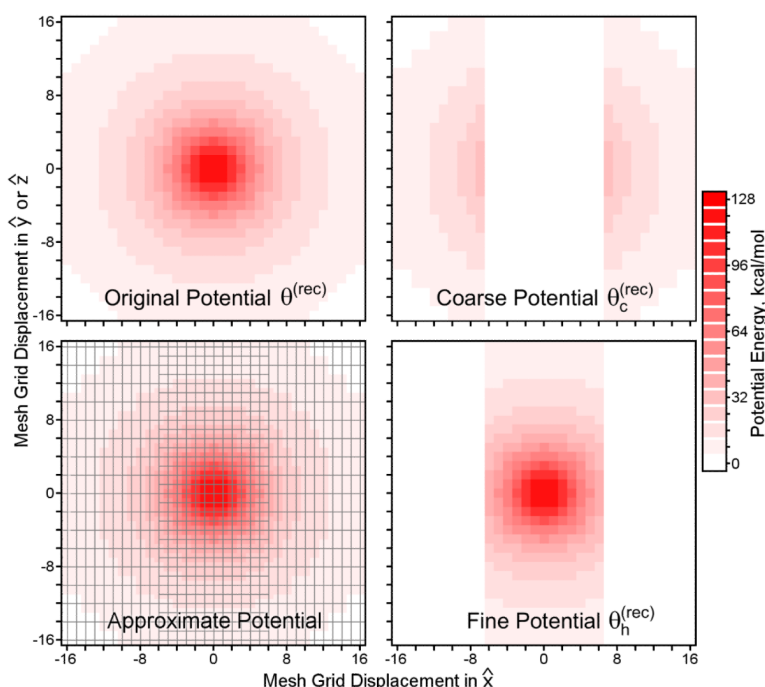 16
8
0
-8
-16
Original Potential θ(rec)
Coarse Potential θc(rec)
Mesh Grid Displacement in ŷ or ẑ
128
96
64
32
0
Potential Energy, kcal/mol
16
8
0
-8
-16
Approximate Potential
Fine Potential θh(rec)
-16 -8 0 8 16
-16 -8 0 8 16
Mesh Grid Displacement in x̂